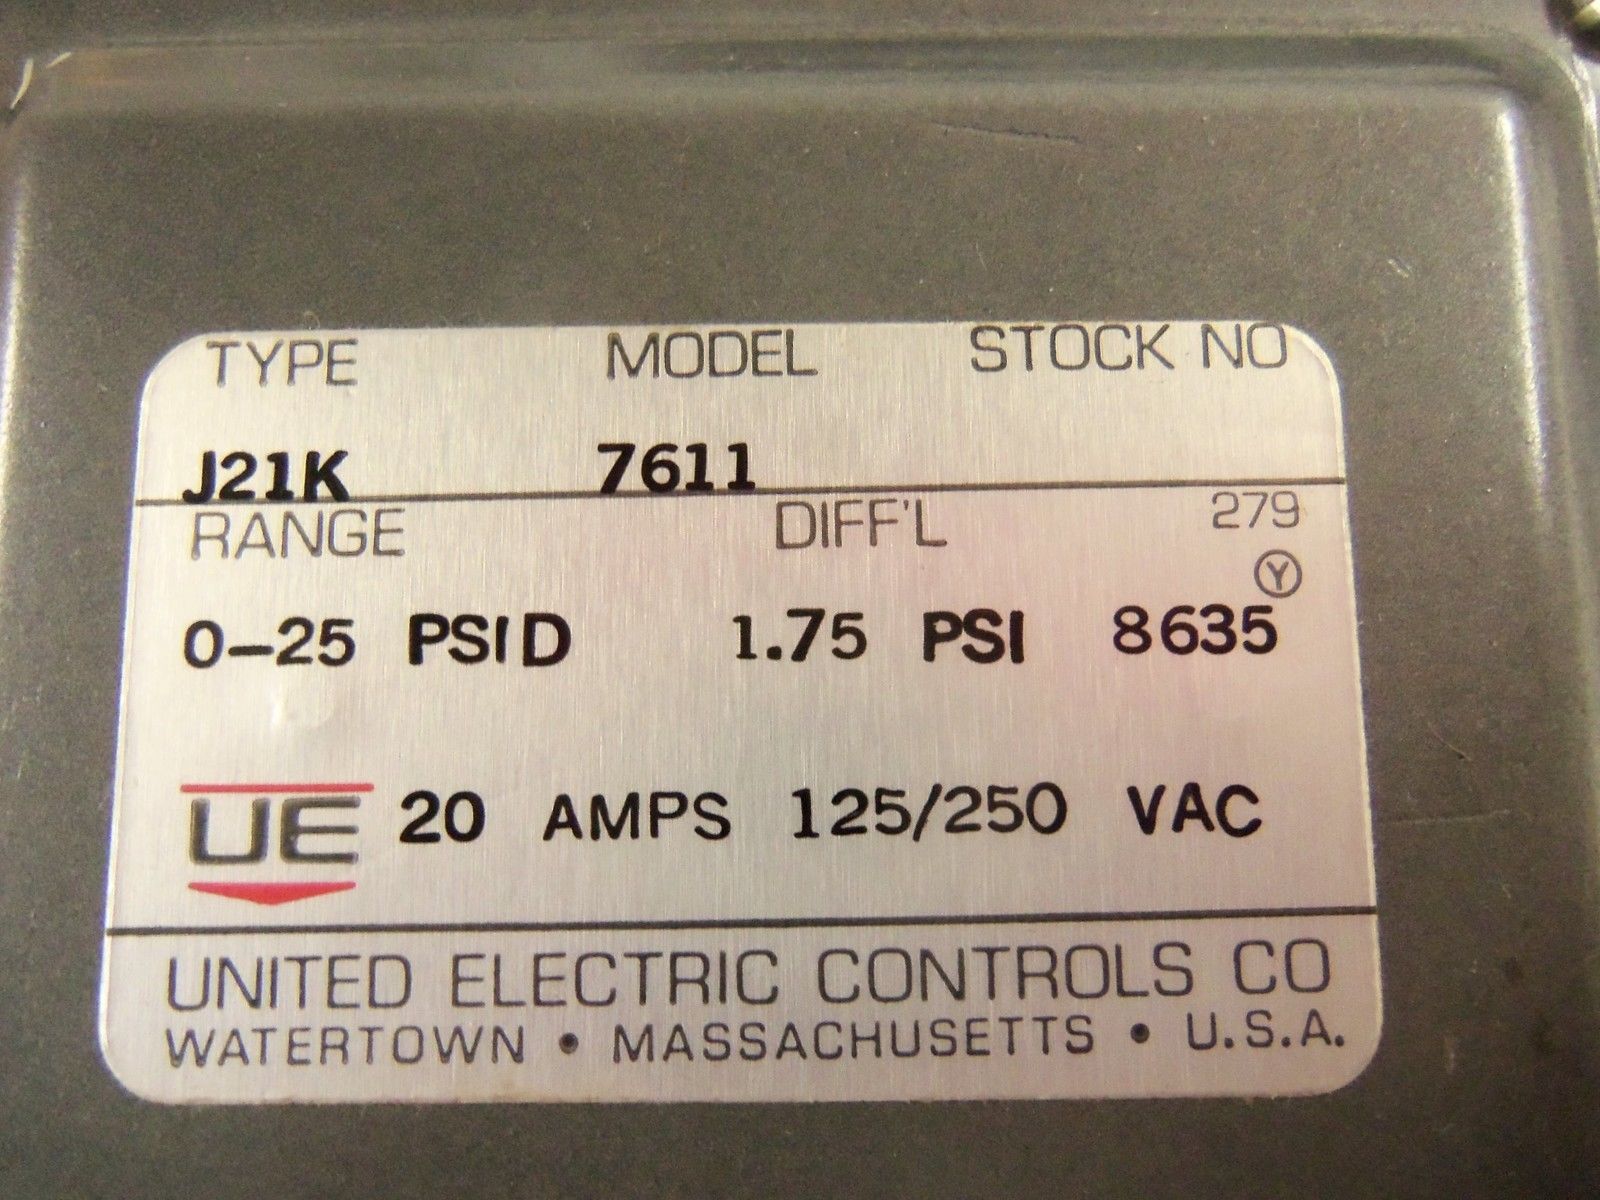 TYPE MODEL STOCK NO
J21K 7611
RANGE DIFF'L 279
Y
0-25 PSID 1.75 PSI 8635
UE 20 AMPS 125/250 VAC
UNITED ELECTRIC CONTROLS CO
WATERTOWN • MASSACHUSETTS • U.S.A.